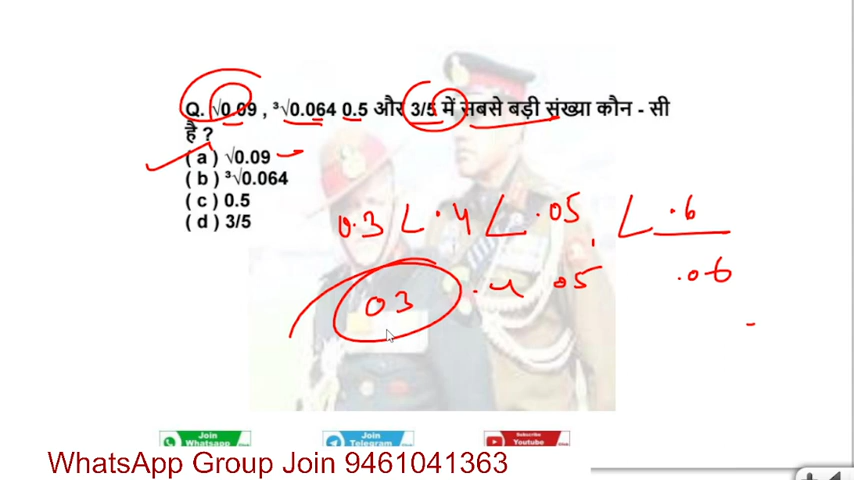 Q. √0.09 , ³√0.064 0.5 और 3/5 में सबसे बड़ी संख्या कौन - सी
है ?
( a ) √0.09
( b ) ³√0.064
( c ) 0.5
( d ) 3/5
0.3 ∠ .4 ∠ .05 ∠ .6
03 .4 05 .06
Join Whatsapp
Join Telegram
Subscribe Youtube
WhatsApp Group Join 9461041363